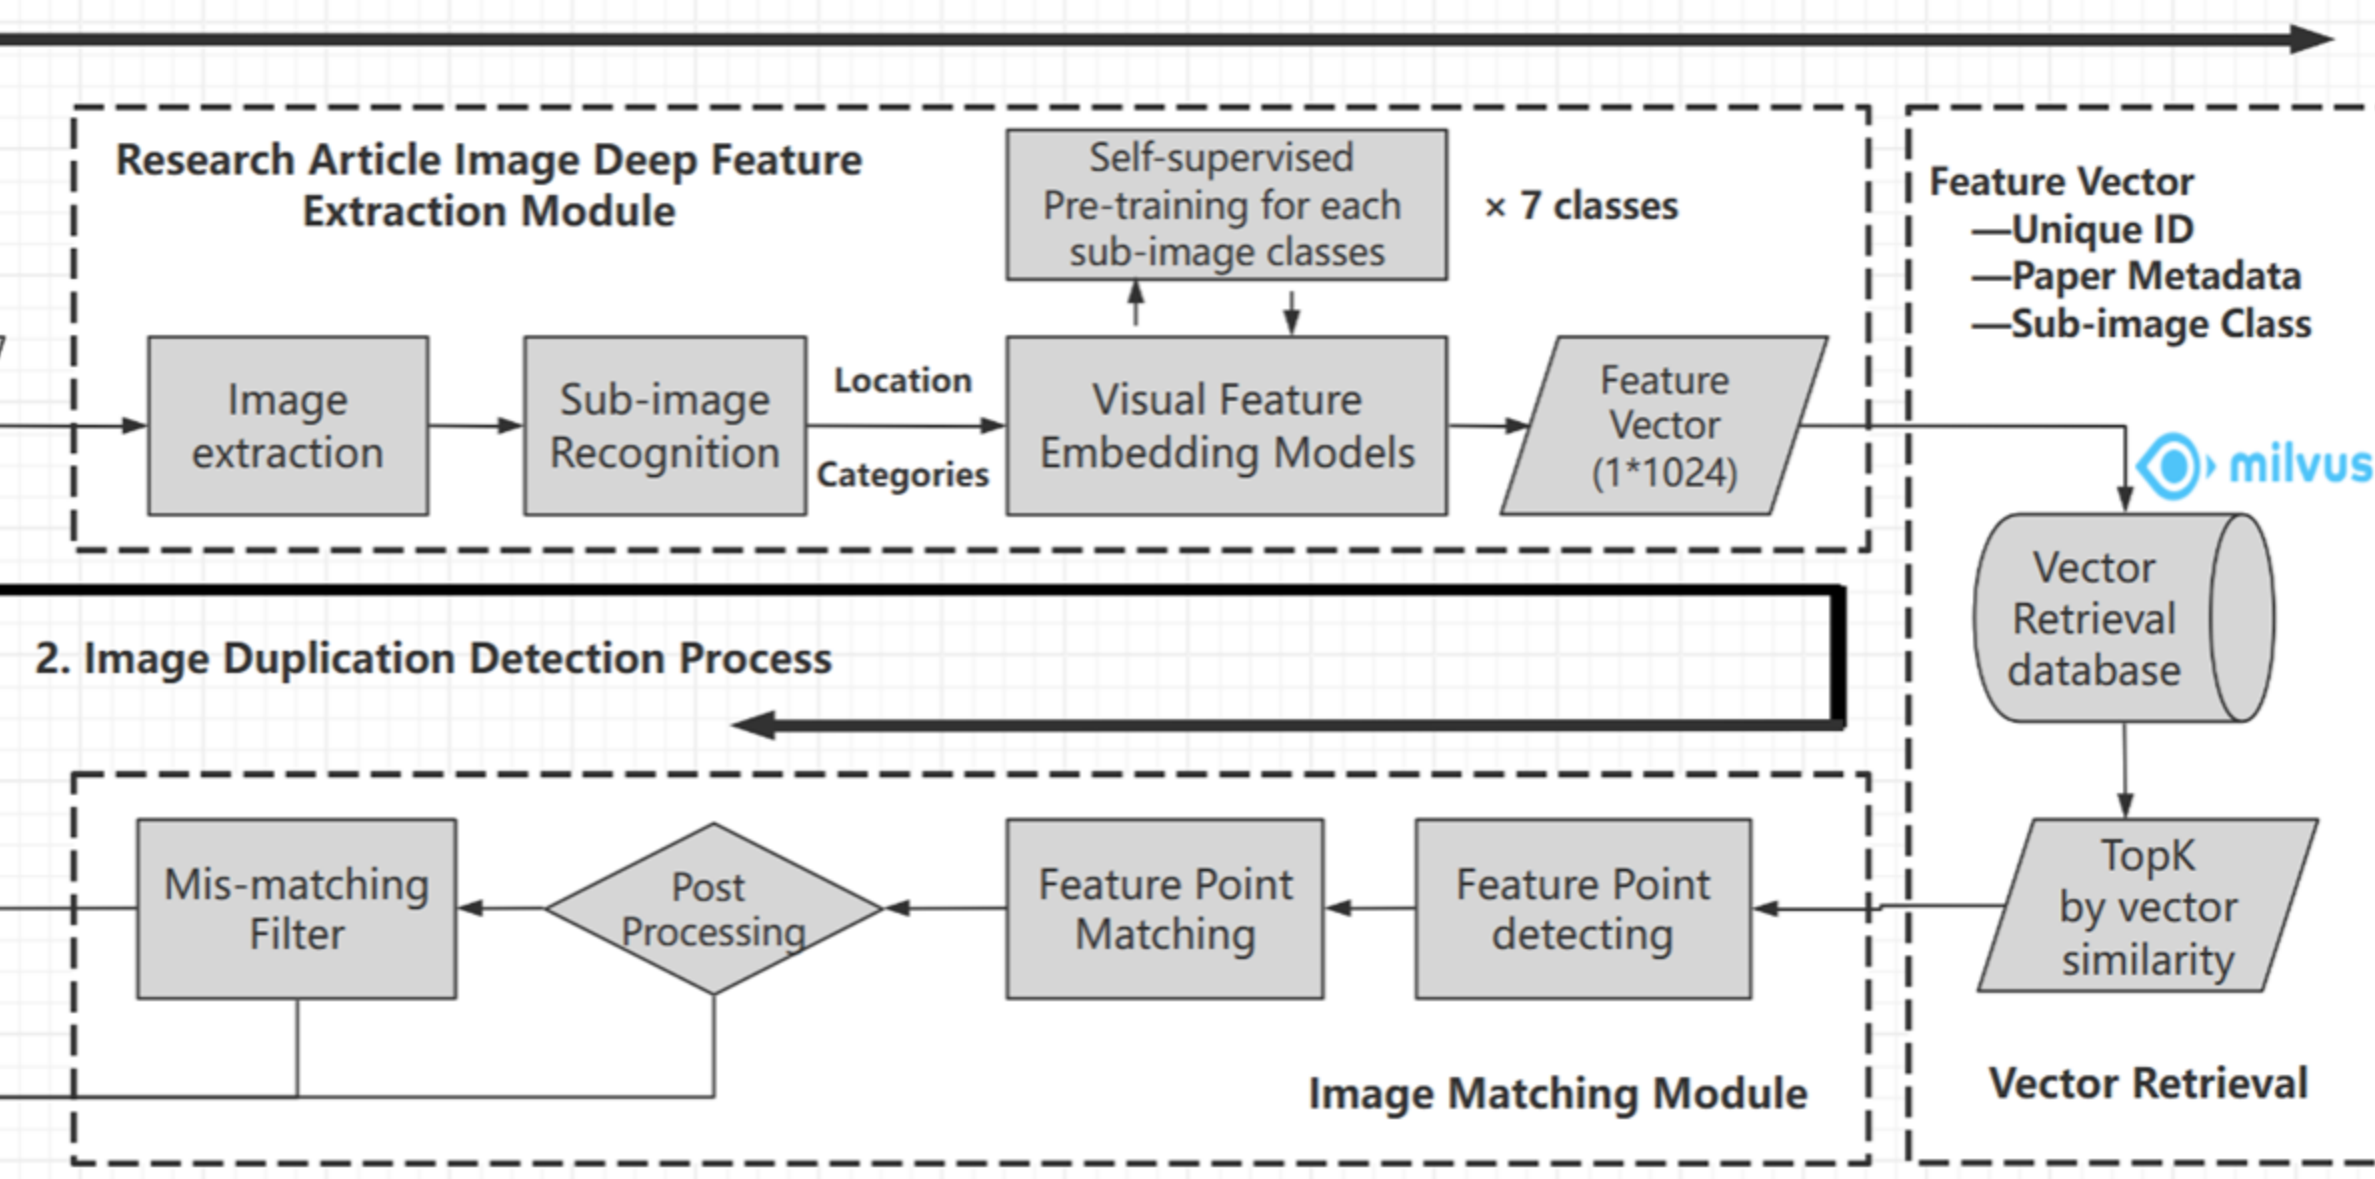 Research Article Image Deep Feature
Extraction Module
Self-supervised
Pre-training for each
sub-image classes
× 7 classes
Image
extraction
Sub-image
Recognition
Location
Categories
Visual Feature
Embedding Models
Feature
Vector
(1*1024)
Feature Vector
—Unique ID
—Paper Metadata
—Sub-image Class
milvus
Vector
Retrieval
database
2. Image Duplication Detection Process
Mis-matching
Filter
Post
Processing
Feature Point
Matching
Feature Point
detecting
TopK
by vector
similarity
Image Matching Module
Vector Retrieval